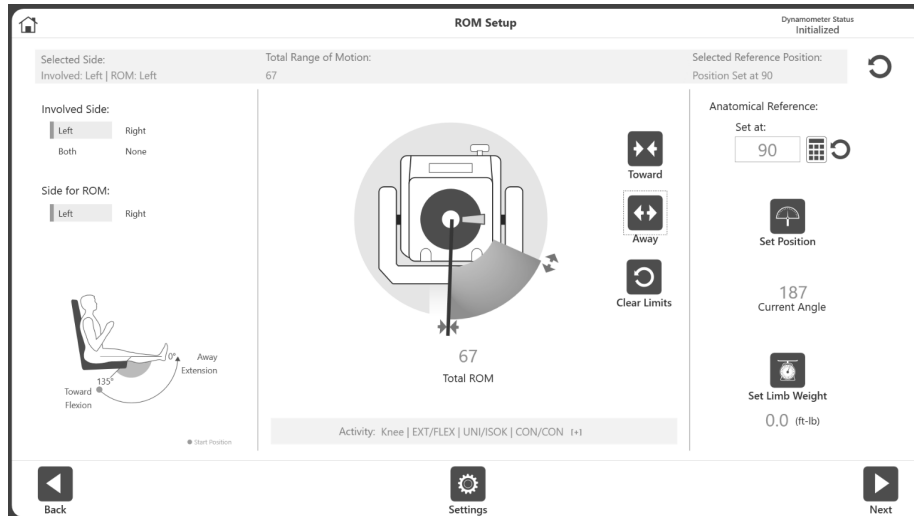 ROM Setup
Dynamometer Status
Initialized
Selected Side:
Involved: Left | ROM: Left
Total Range of Motion:
67
Selected Reference Position:
Position Set at 90
Involved Side:
Left Right
Both None
Side for ROM:
Left Right
0°
Away
Extension
135°
Toward
Flexion
Start Position
Toward
Away
Clear Limits
67
Total ROM
Activity: Knee | EXT/FLEX | UNI/ISOK | CON/CON [+]
Anatomical Reference:
Set at:
90
Set Position
187
Current Angle
Set Limb Weight
0.0 (ft-lb)
Back
Settings
Next